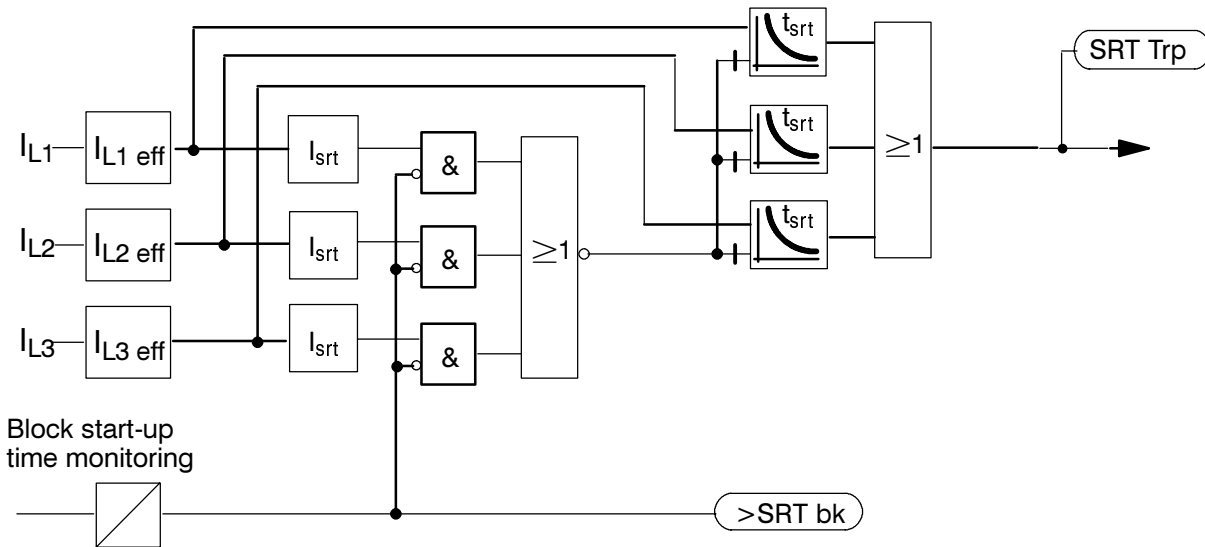 t_srt
SRT Trp
I_L1
I_L1 eff
I_srt
&
≥1
t_srt
≥1
I_L2
I_L2 eff
I_srt
&
t_srt
I_L3
I_L3 eff
I_srt
&
Block start-up
time monitoring
>SRT bk